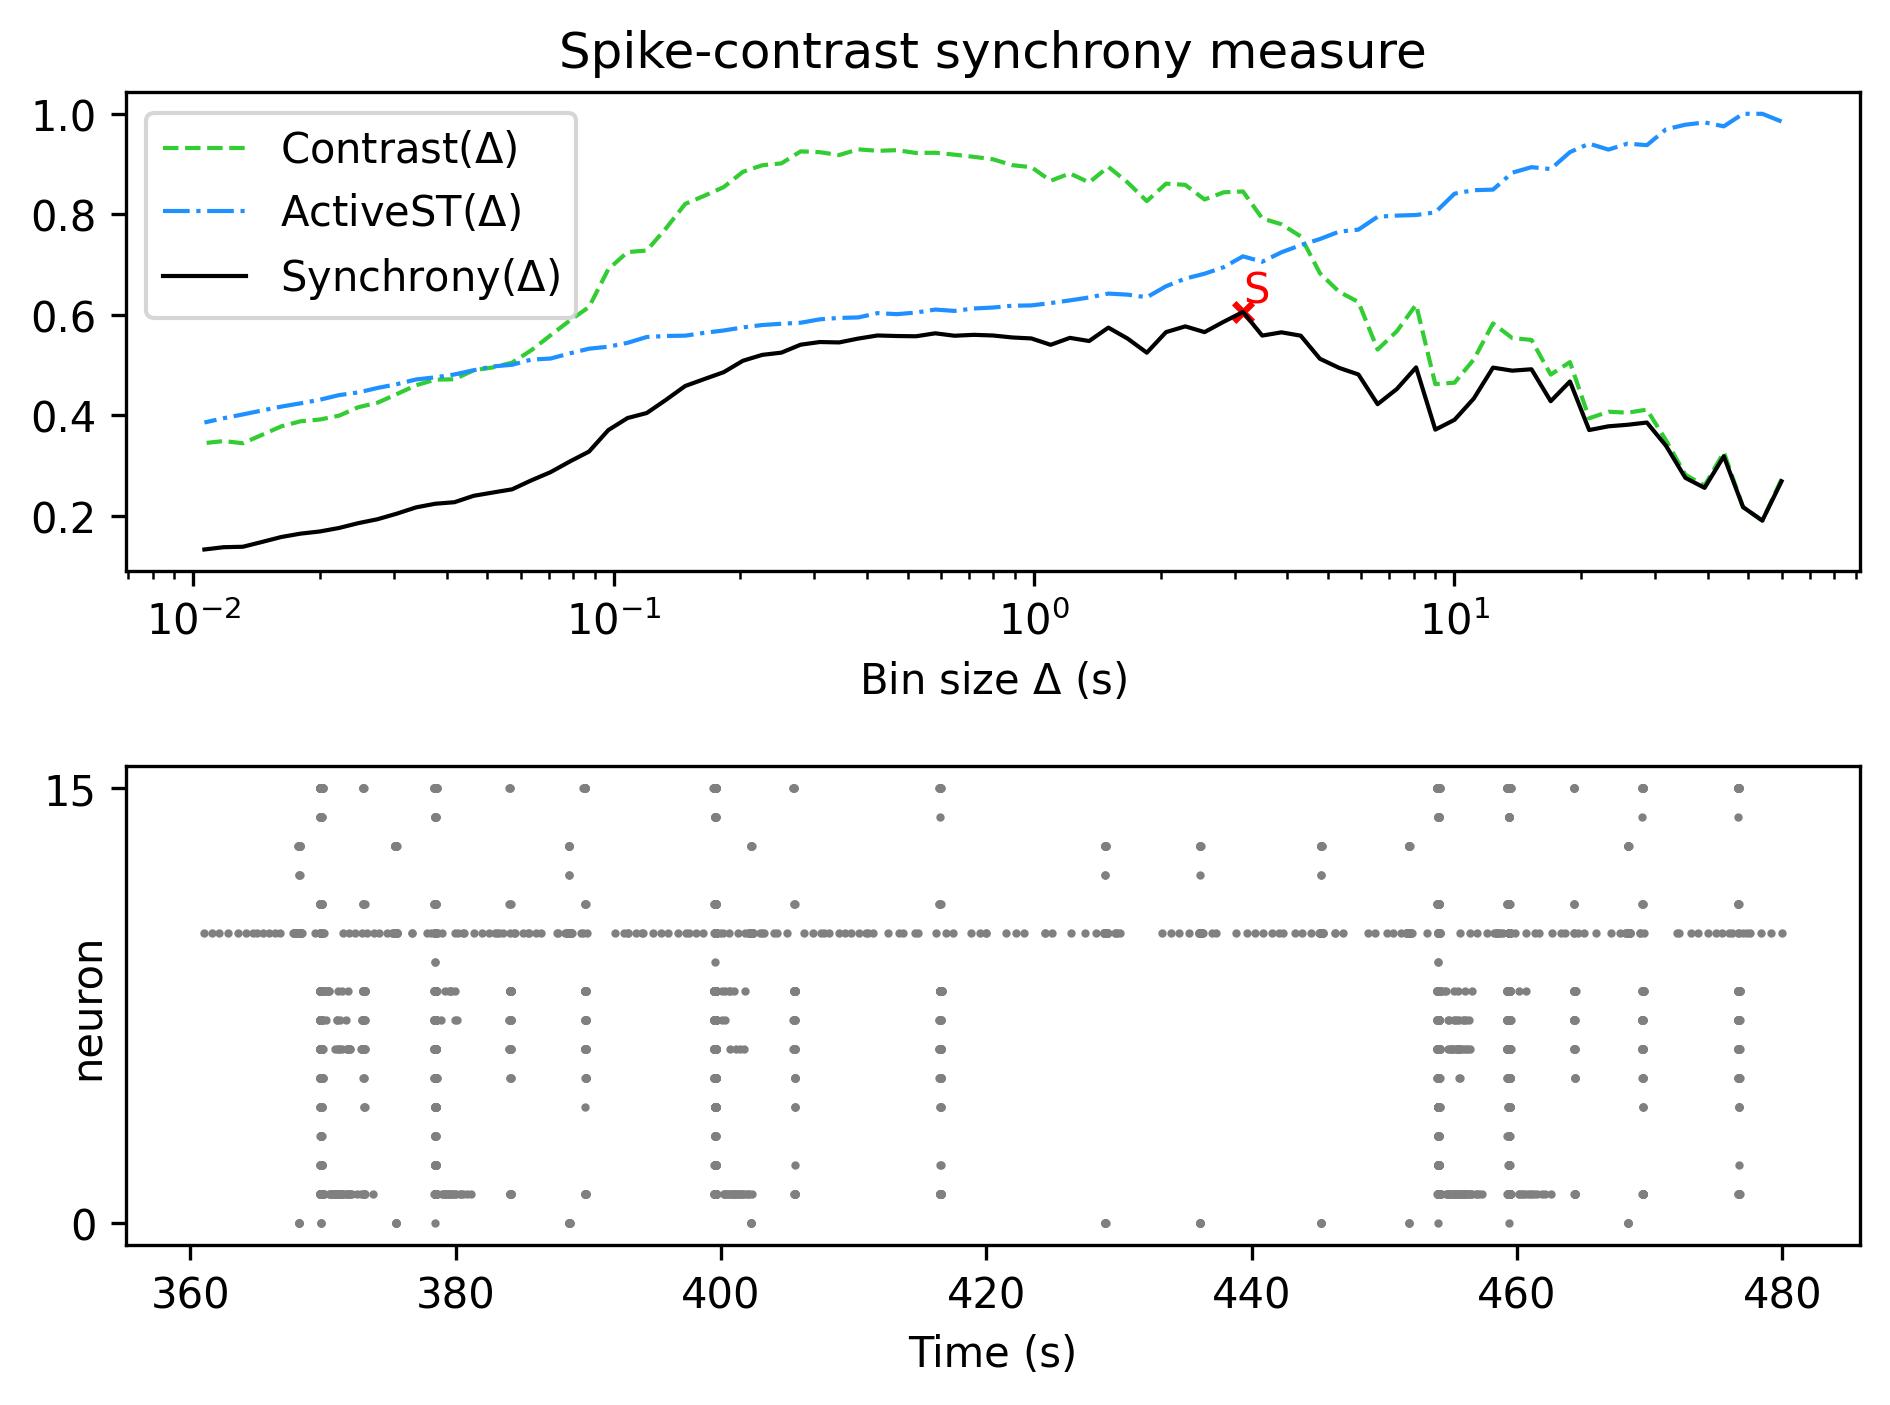 Spike-contrast synchrony measure
1.0
0.8
0.6
0.4
0.2
Contrast(Δ)
ActiveST(Δ)
Synchrony(Δ)
S
10⁻² 10⁻¹ 10⁰ 10¹
Bin size Δ (s)
15
0
neuron
360 380 400 420 440 460 480
Time (s)